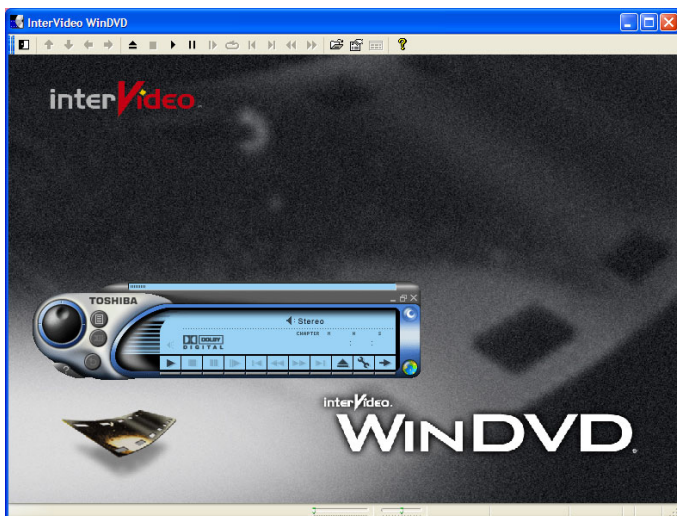 InterVideo WinDVD
?
interVideo
TOSHIBA
Stereo
CHAPTER H M S
: :
DOLBY
DIGITAL
?
interVideo.
WINDVD